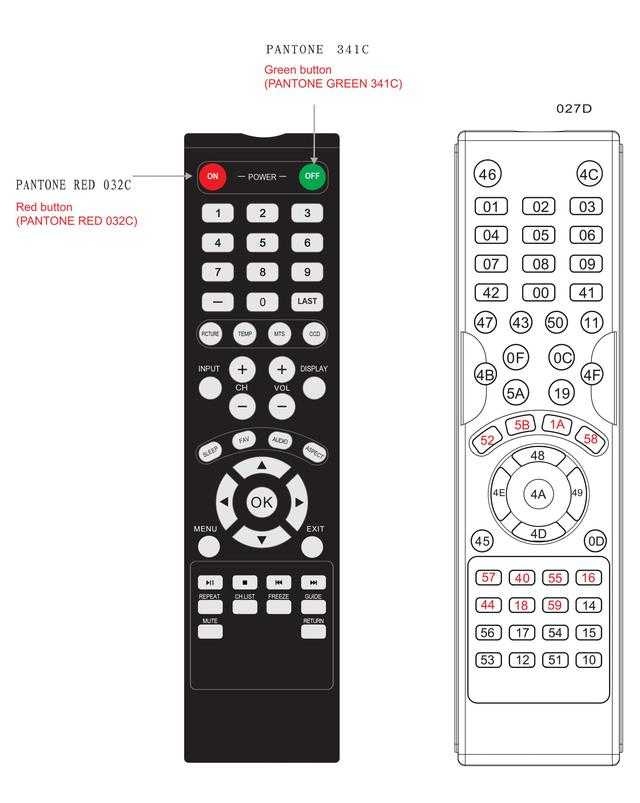 PANTONE 341C
Green button
(PANTONE GREEN 341C)
027D
PANTONE RED 032C
Red button
(PANTONE RED 032C)
ON — POWER — OFF
1 2 3
4 5 6
7 8 9
— 0 LAST
PICTURE TEMP MTS CCD
INPUT + + DISPLAY
CH VOL
− −
SLEEP FAV AUDIO ASPECT
OK
MENU EXIT
REPEAT CH.LIST FREEZE GUIDE
MUTE RETURN
46 4C
01 02 03
04 05 06
07 08 09
42 00 41
47 43 50 11
0F 0C
4B 4F
5A 19
52 5B 1A 58
48
4E 4A 49
4D
45 0D
57 40 55 16
44 18 59 14
56 17 54 15
53 12 51 10